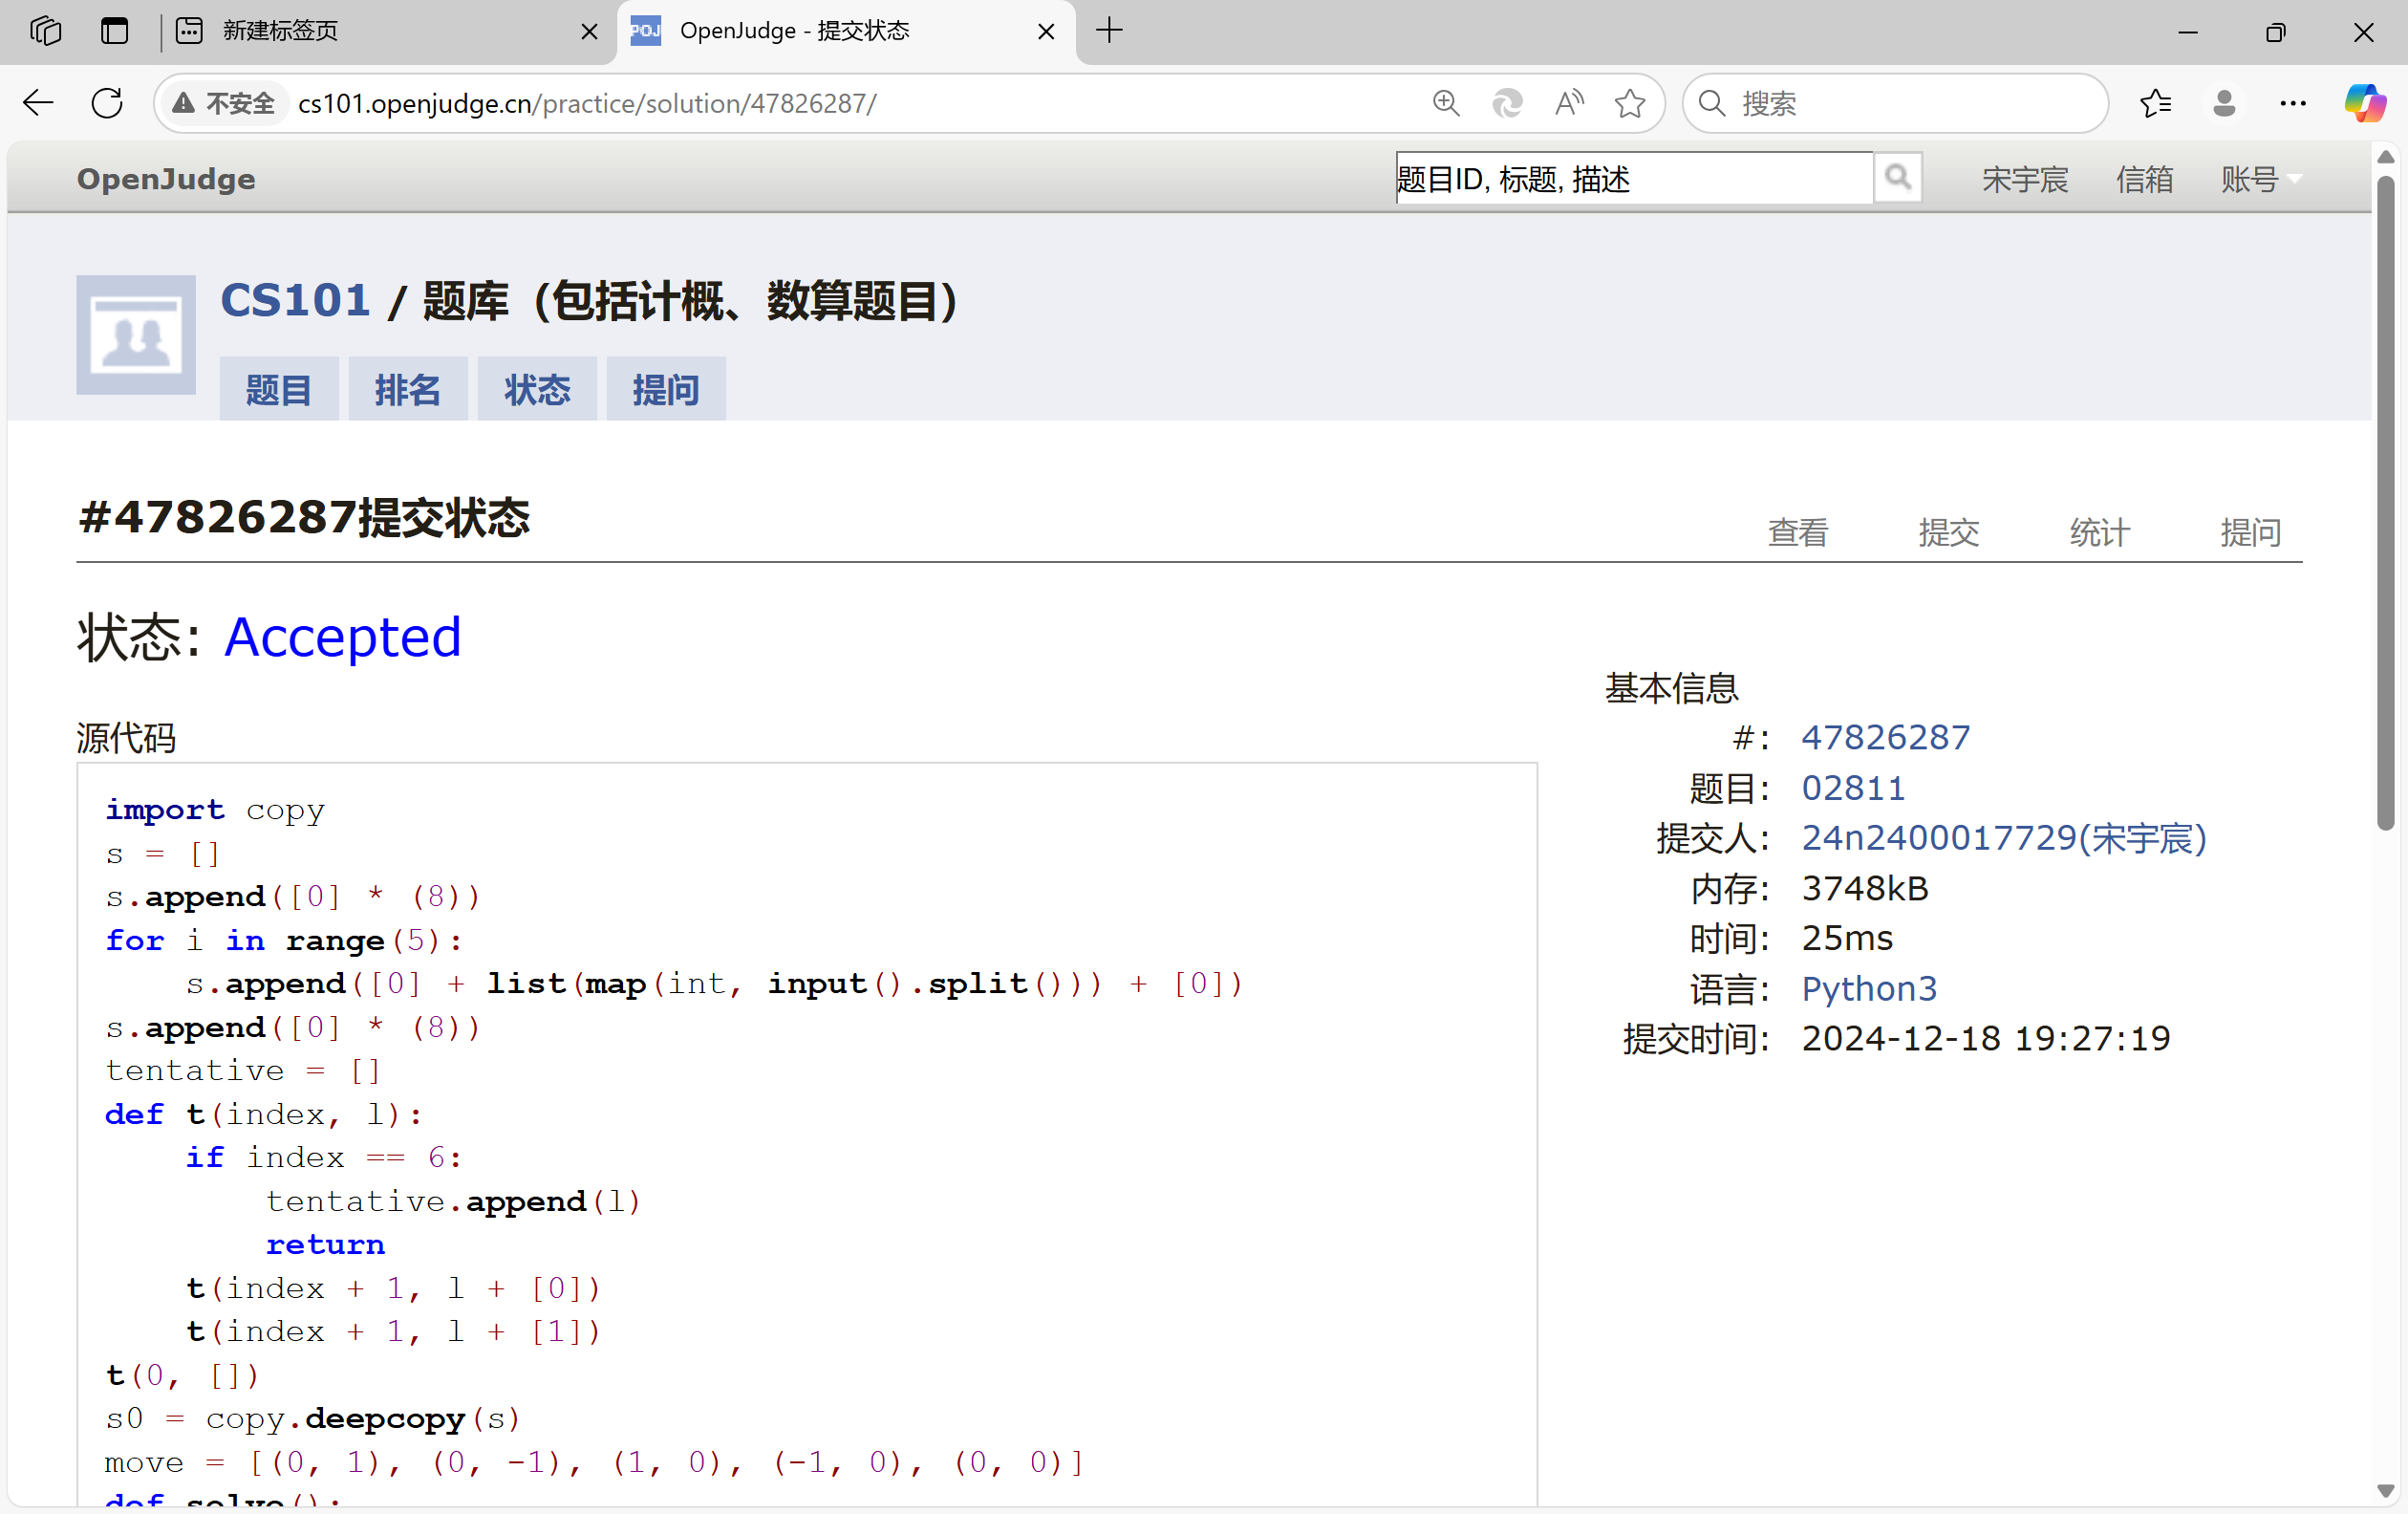 新建标签页
POJ OpenJudge - 提交状态
不安全 cs101.openjudge.cn/practice/solution/47826287/
搜索
OpenJudge
题目ID, 标题, 描述
宋宇宸 信箱 账号
CS101 / 题库（包括计概、数算题目）
题目 排名 状态 提问
#47826287提交状态
查看 提交 统计 提问
状态: Accepted
源代码
import copy
s = []
s.append([0] * (8))
for i in range(5):
    s.append([0] + list(map(int, input().split())) + [0])
s.append([0] * (8))
tentative = []
def t(index, l):
    if index == 6:
        tentative.append(l)
        return
    t(index + 1, l + [0])
    t(index + 1, l + [1])
t(0, [])
s0 = copy.deepcopy(s)
move = [(0, 1), (0, -1), (1, 0), (-1, 0), (0, 0)]
def solve():
基本信息
#: 47826287
题目: 02811
提交人: 24n2400017729(宋宇宸)
内存: 3748kB
时间: 25ms
语言: Python3
提交时间: 2024-12-18 19:27:19